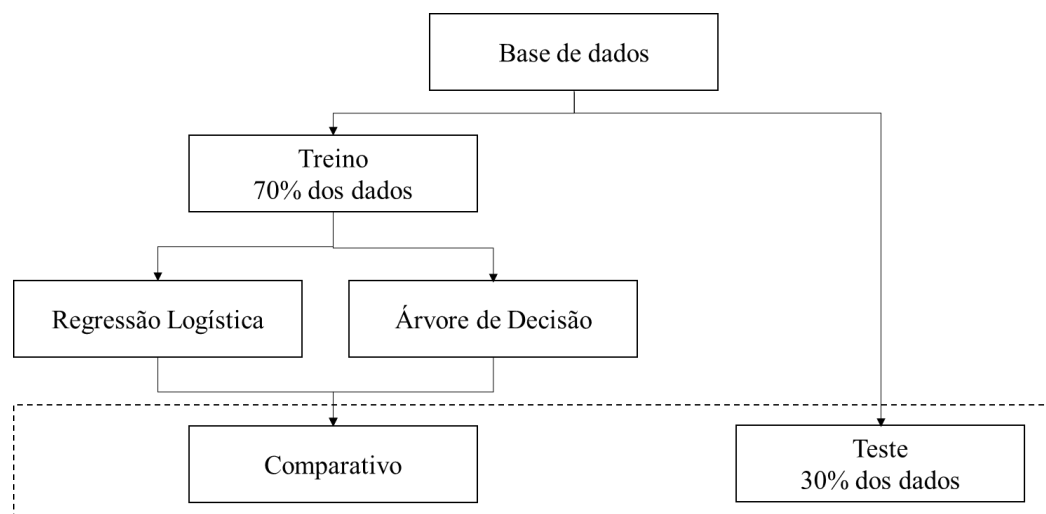 Base de dados
Treino
70% dos dados
Regressão Logística
Árvore de Decisão
Comparativo
Teste
30% dos dados